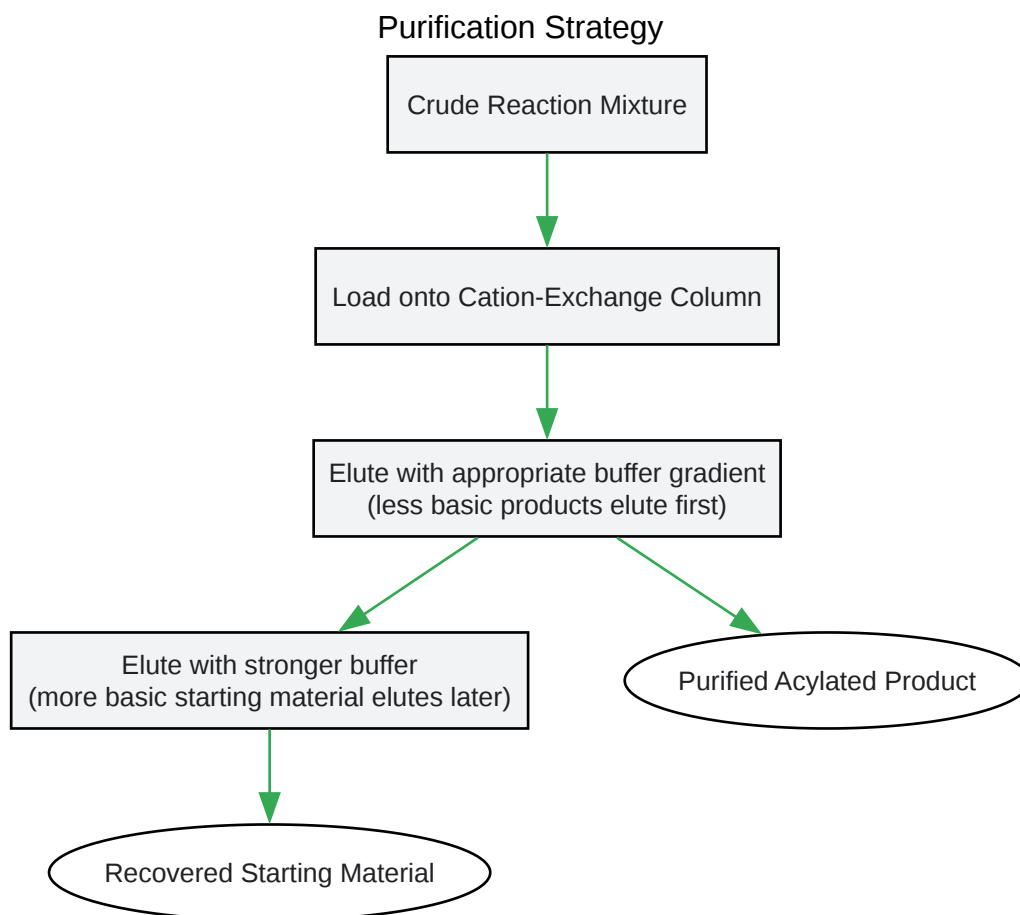 Purification Strategy
Crude Reaction Mixture
Load onto Cation-Exchange Column
Elute with appropriate buffer gradient
(less basic products elute first)
Elute with stronger buffer
(more basic starting material elutes later)
Purified Acylated Product
Recovered Starting Material